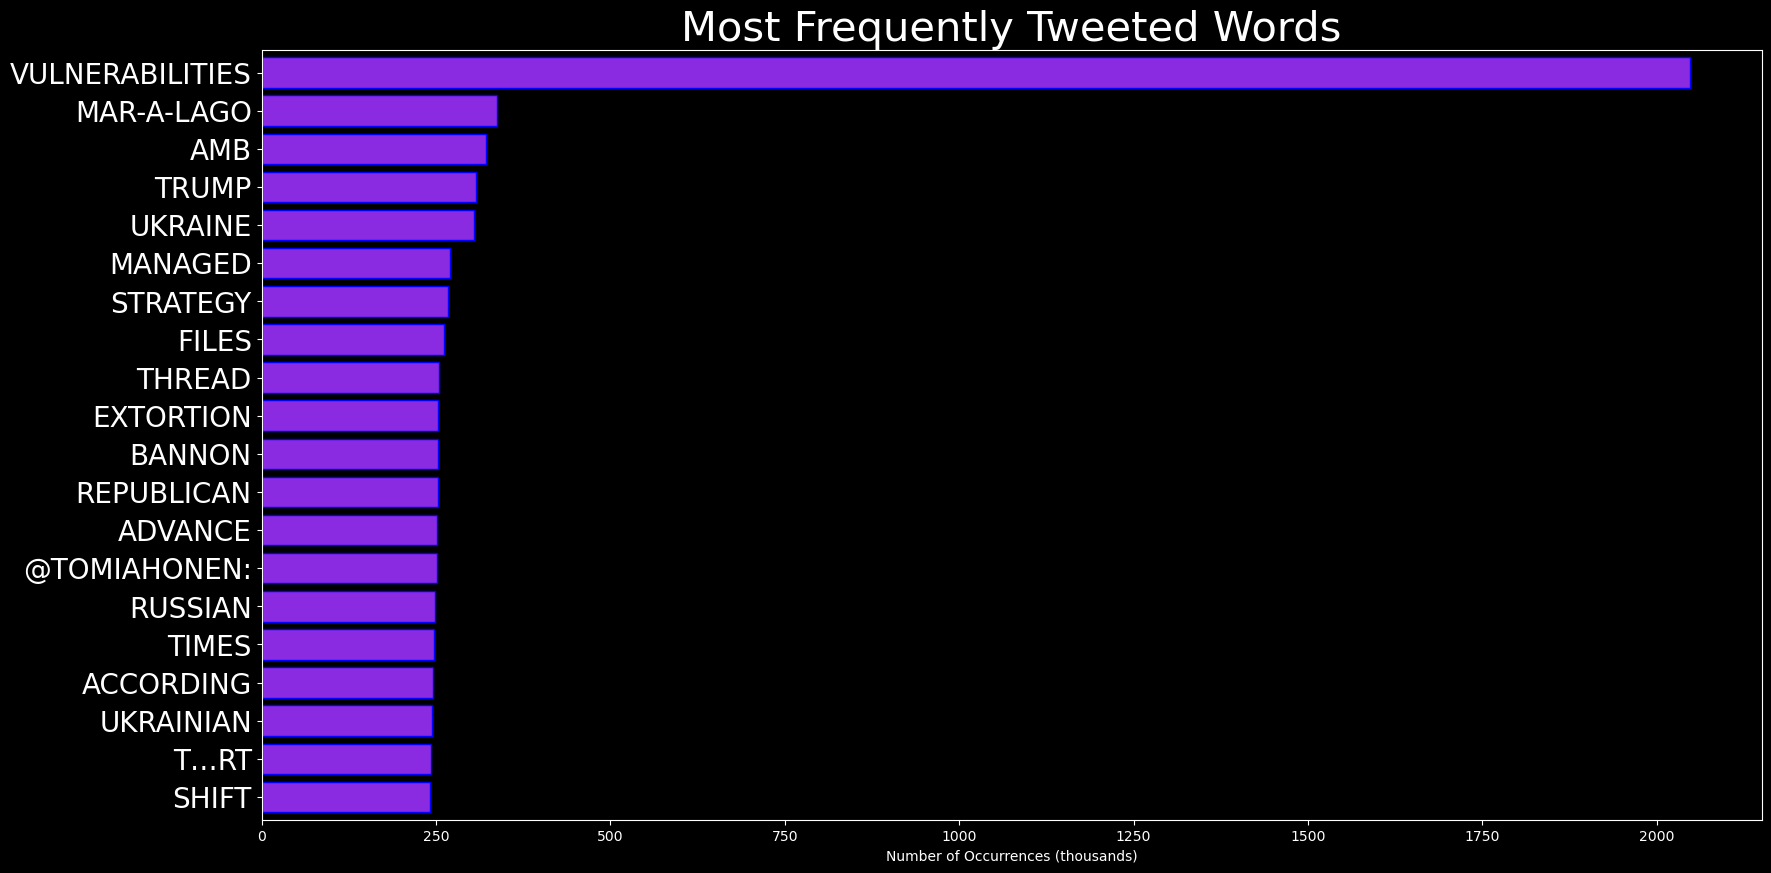 Most Frequently Tweeted Words
VULNERABILITIES
MAR-A-LAGO
AMB
TRUMP
UKRAINE
MANAGED
STRATEGY
FILES
THREAD
EXTORTION
BANNON
REPUBLICAN
ADVANCE
@TOMIAHONEN:
RUSSIAN
TIMES
ACCORDING
UKRAINIAN
T…RT
SHIFT
0 250 500 750 1000 1250 1500 1750 2000
Number of Occurrences (thousands)